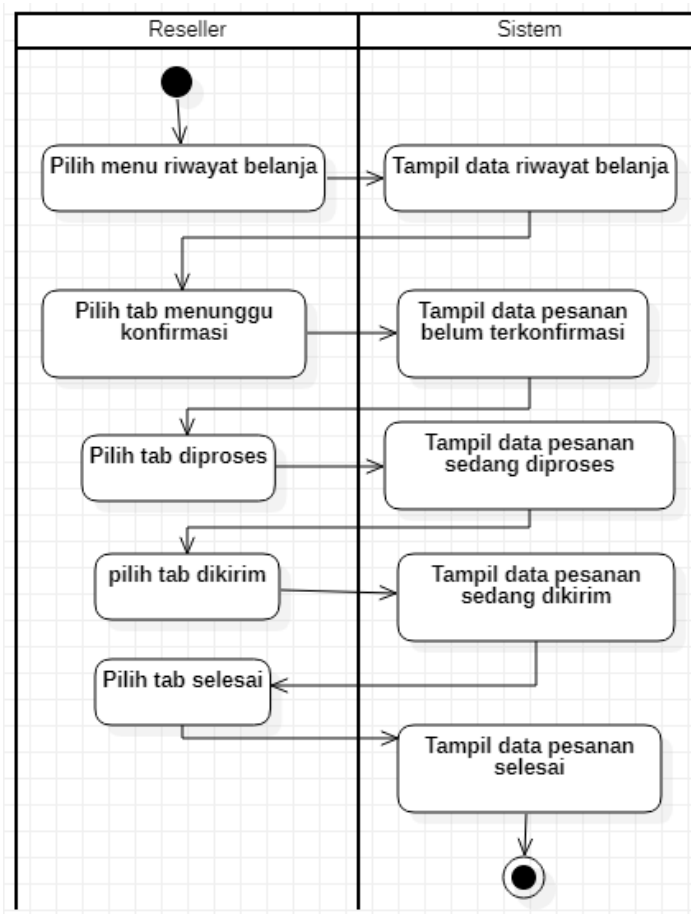 Reseller
Sistem
Pilih menu riwayat belanja
Tampil data riwayat belanja
Pilih tab menunggu
konfirmasi
Tampil data pesanan
belum terkonfirmasi
Pilih tab diproses
Tampil data pesanan
sedang diproses
pilih tab dikirim
Tampil data pesanan
sedang dikirim
Pilih tab selesai
Tampil data pesanan
selesai